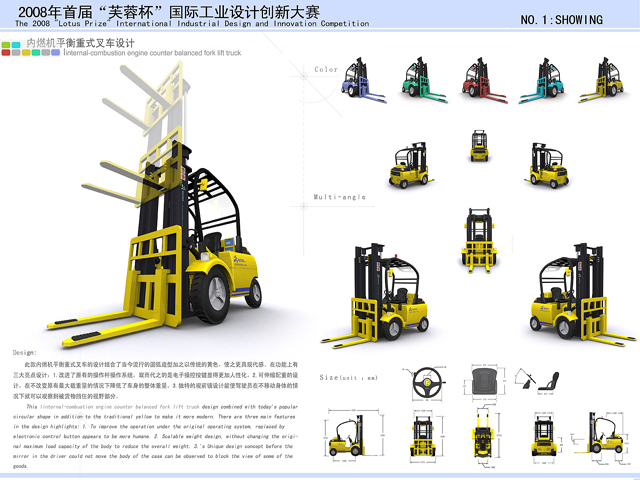 2008年首届“芙蓉杯”国际工业设计创新大赛
The 2008 "Lotus Prize" International Industrial Design and Innovation Competition
NO.1:SHOWING
内燃机平衡重式叉车设计
Internal-combustion engine counter balanced fork lift truck
Color
Multi-angle
Size(unit : mm)
Design:
此款内燃机平衡重式叉车的设计结合了当今流行的圆弧造型加之以传统的黄色，使之更具现代感．在功能上有
三大亮点设计：1.改进了原有的操作杆操作系统，取而代之的是电子操控按键显得更加人性化。2.可伸缩配重的设
计，在不改变原有最大载重量的情况下降低了车身的整体重量。3.独特的视窗镜设计能使驾驶员在不移动身体的情
况下就可以观察到被货物挡住的视野部分。
This internal-combustion engine counter balanced fork lift truck design combined with today's popular
circular shape in addition to the traditional yellow to make it more modern. There are three main features
in the design highlights: 1. To improve the operation under the original operating system, replaced by
electronic control button appears to be more humane. 2. Scalable weight design, without changing the origi-
nal maximum load capacity of the body to reduce the overall weight. 3.'s Unique design concept before the
mirror in the driver could not move the body of the case can be observed to block the view of some of the
goods.